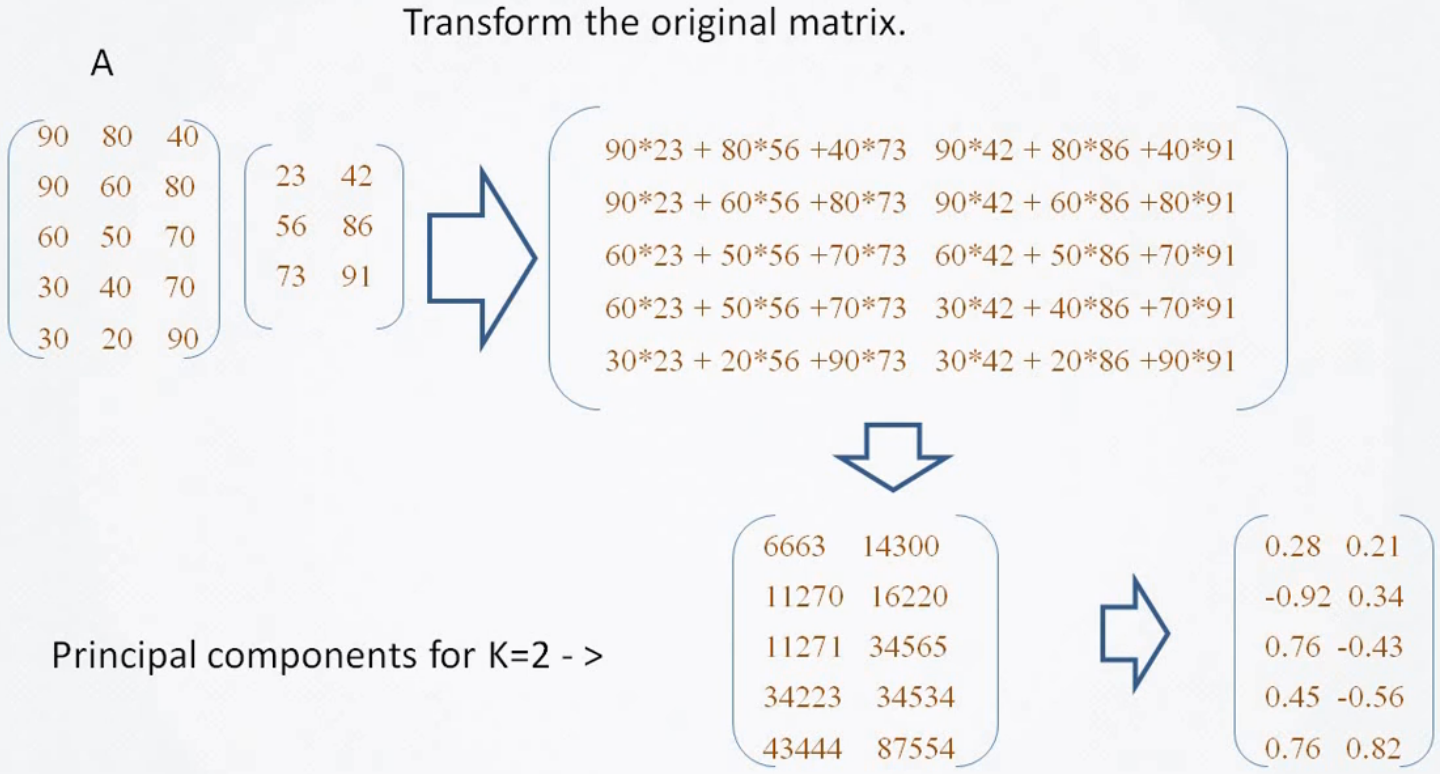 Transform the original matrix.
A
90 80 40
90 60 80
60 50 70
30 40 70
30 20 90
23 42
56 86
73 91
90*23 + 80*56 +40*73 90*42 + 80*86 +40*91
90*23 + 60*56 +80*73 90*42 + 60*86 +80*91
60*23 + 50*56 +70*73 60*42 + 50*86 +70*91
60*23 + 50*56 +70*73 30*42 + 40*86 +70*91
30*23 + 20*56 +90*73 30*42 + 20*86 +90*91
Principal components for K=2 - >
6663 14300
11270 16220
11271 34565
34223 34534
43444 87554
0.28 0.21
-0.92 0.34
0.76 -0.43
0.45 -0.56
0.76 0.82